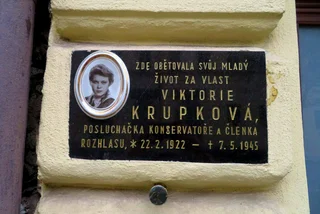 ZDE OBĚTOVALA SVŮJ MLADÝ
ŽIVOT ZA VLAST
VIKTORIE
KRUPKOVÁ,
POSLUCHAČKA KONSERVATOŘE A ČLENKA
ROZHLASU, * 22.2.1922 — † 7.5.1945